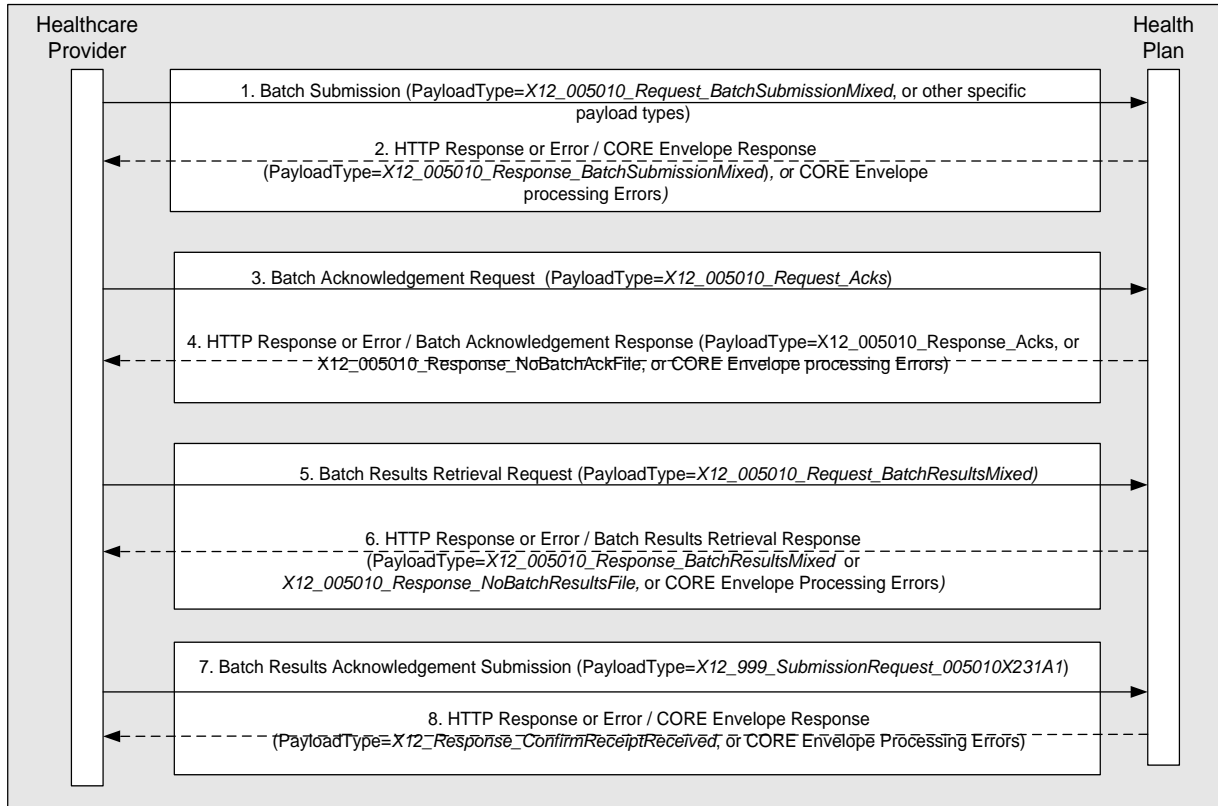 Healthcare
Provider
Health
Plan
1. Batch Submission (PayloadType=X12_005010_Request_BatchSubmissionMixed, or other specific
payload types)
2. HTTP Response or Error / CORE Envelope Response
(PayloadType=X12_005010_Response_BatchSubmissionMixed), or CORE Envelope
processing Errors)
3. Batch Acknowledgement Request  (PayloadType=X12_005010_Request_Acks)
4. HTTP Response or Error / Batch Acknowledgement Response (PayloadType=X12_005010_Response_Acks, or
X12_005010_Response_NoBatchAckFile, or CORE Envelope processing Errors)
5. Batch Results Retrieval Request (PayloadType=X12_005010_Request_BatchResultsMixed)
6. HTTP Response or Error / Batch Results Retrieval Response
(PayloadType=X12_005010_Response_BatchResultsMixed or
X12_005010_Response_NoBatchResultsFile, or CORE Envelope Processing Errors)
7. Batch Results Acknowledgement Submission (PayloadType=X12_999_SubmissionRequest_005010X231A1)
8. HTTP Response or Error / CORE Envelope Response
(PayloadType=X12_Response_ConfirmReceiptReceived, or CORE Envelope Processing Errors)